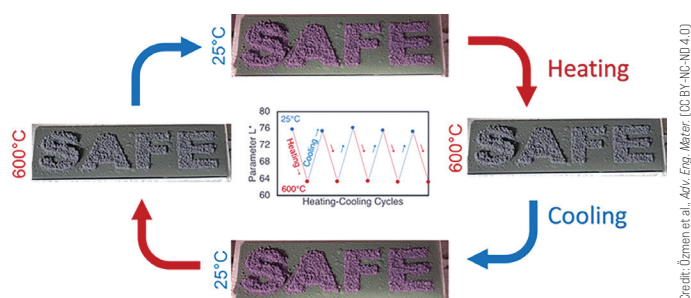 25°C
SAFE
Heating
600°C
SAFE
80
76
72
68
64
60
Parameter L*
25°C
Heating
Cooling
600°C
Heating-Cooling Cycles
600°C
SAFE
Cooling
25°C
SAFE
Credit: Özmen et al., Adv. Eng. Mater. (CC BY-NC-ND 4.0)